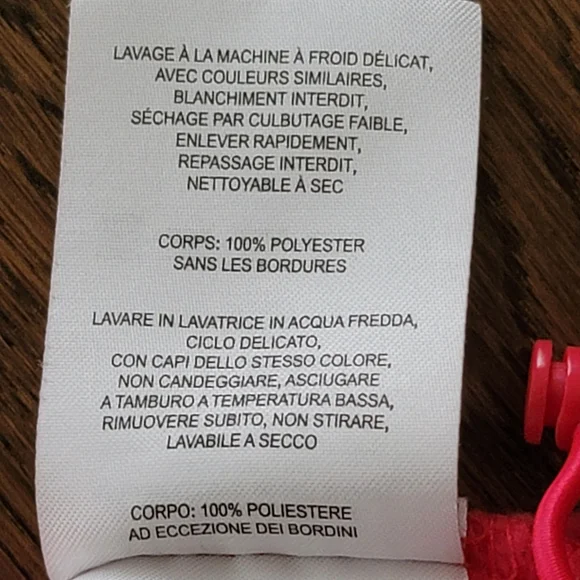 LAVAGE À LA MACHINE À FROID DÉLICAT,
AVEC COULEURS SIMILAIRES,
BLANCHIMENT INTERDIT,
SÉCHAGE PAR CULBUTAGE FAIBLE,
ENLEVER RAPIDEMENT,
REPASSAGE INTERDIT,
NETTOYABLE À SEC
CORPS: 100% POLYESTER
SANS LES BORDURES
LAVARE IN LAVATRICE IN ACQUA FREDDA,
CICLO DELICATO,
CON CAPI DELLO STESSO COLORE,
NON CANDEGGIARE, ASCIUGARE
A TAMBURO A TEMPERATURA BASSA,
RIMUOVERE SUBITO, NON STIRARE,
LAVABILE A SECCO
CORPO: 100% POLIESTERE
AD ECCEZIONE DEI BORDINI